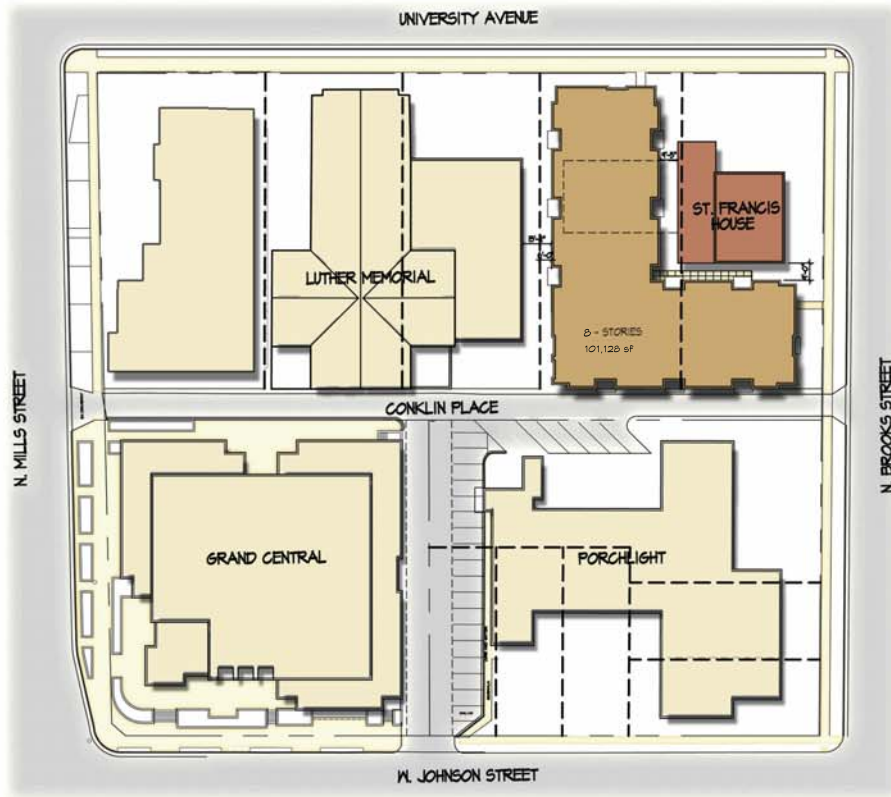 UNIVERSITY AVENUE
ST. FRANCIS
HOUSE
LUTHER MEMORIAL
8 - STORIES
101,128 SF
N. MILLS STREET
CONKLIN PLACE
N. BROOKS STREET
GRAND CENTRAL
PORCHLIGHT
W. JOHNSON STREET